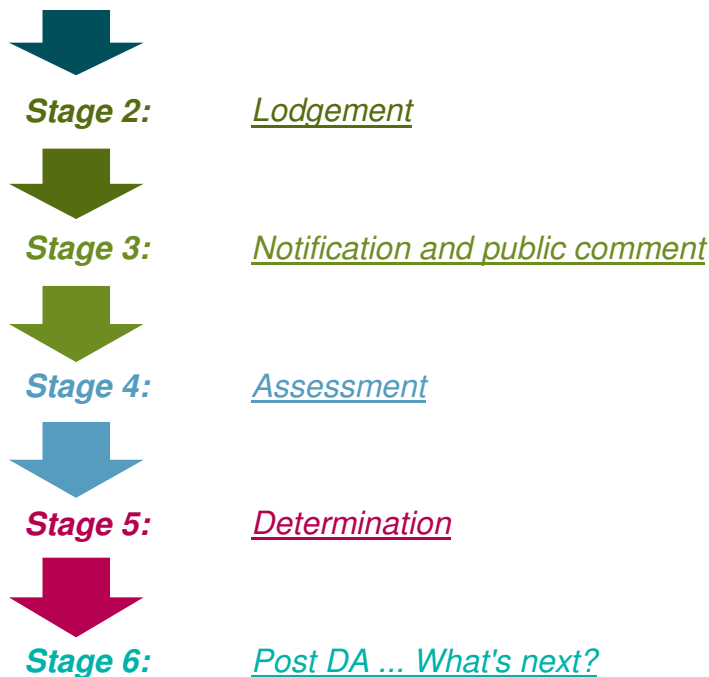 Stage 2: Lodgement
Stage 3: Notification and public comment
Stage 4: Assessment
Stage 5: Determination
Stage 6: Post DA ... What's next?